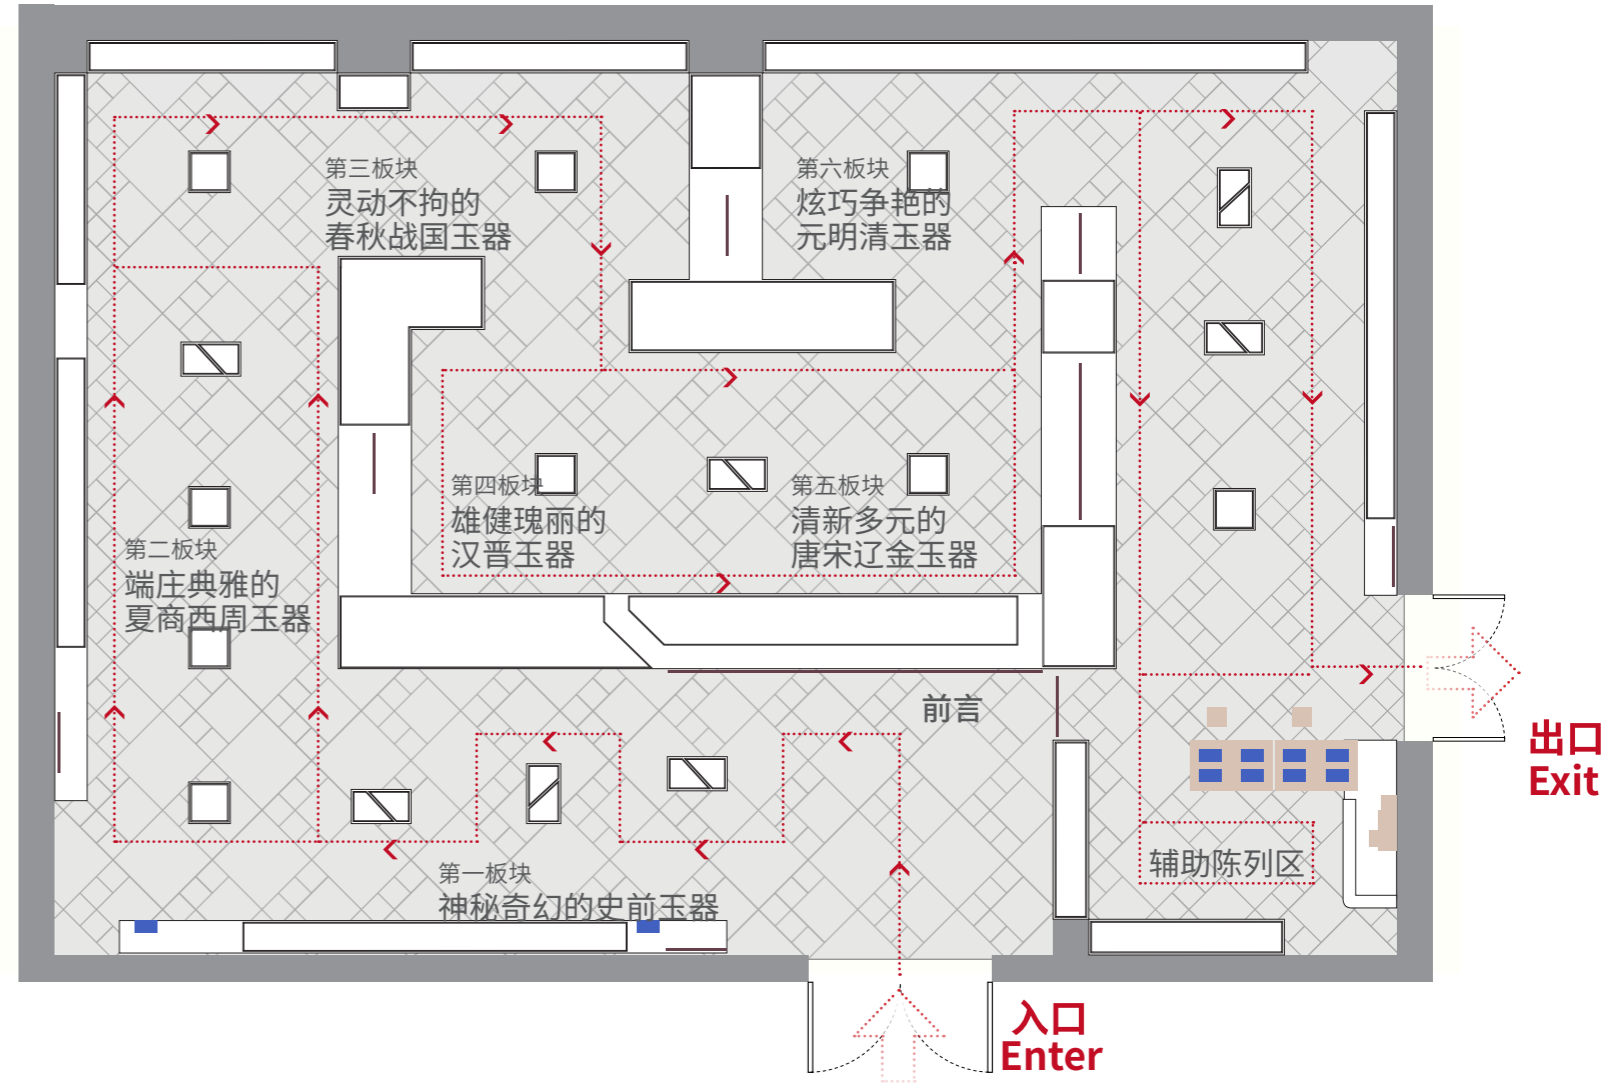 第三板块
灵动不拘的
春秋战国玉器
第六板块
炫巧争艳的
元明清玉器
第四板块
雄健瑰丽的
汉晋玉器
第五板块
清新多元的
唐宋辽金玉器
第二板块
端庄典雅的
夏商西周玉器
前言
出口
Exit
辅助陈列区
第一板块
神秘奇幻的史前玉器
入口
Enter